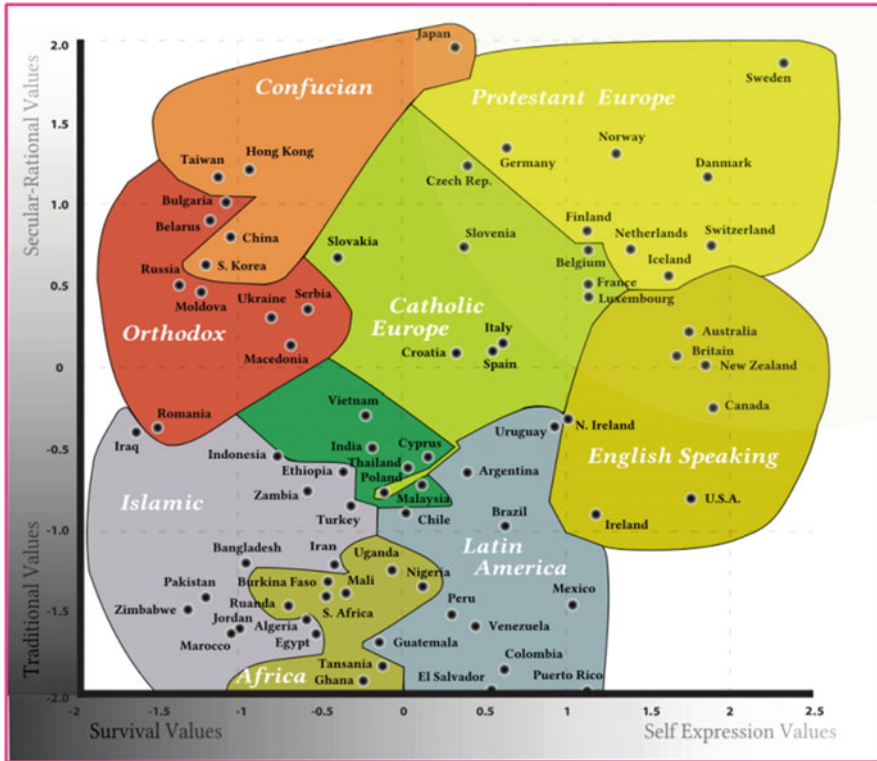 2.0
Japan
Confucian
Protestant Europe
Sweden
Secular-Rational Values
1.5
Taiwan
Hong Kong
Germany
Norway
Czech Rep.
Danmark
1.0
Bulgaria
Belarus
China
Slovakia
Slovenia
Finland
Netherlands
Switzerland
Belgium
Iceland
0.5
Russia
S. Korea
Moldova
Ukraine
Serbia
France
Luxembourg
Orthodox
Catholic
Europe
Italy
Croatia
Spain
Australia
Britain
New Zealand
Macedonia
0
Canada
Romania
Iraq
Vietnam
Uruguay
N. Ireland
-0.5
Indonesia
India
Cyprus
Thailand
Ethiopia
Poland
Argentina
English Speaking
Islamic
Zambia
Malaysia
Turkey
Chile
Brazil
U.S.A.
Ireland
-1.0
Traditional Values
Bangladesh
Iran
Uganda
Latin
America
Pakistan
Burkina Faso
Mali
Nigeria
Mexico
-1.5
Zimbabwe
Ruanda
S. Africa
Peru
Jordan
Algeria
Venezuela
Marocco
Egypt
Guatemala
Africa
Tansania
Ghana
Colombia
El Salvador
Puerto Rico
-2.0
-2
-1
-0.5
0
0.5
1
1.5
2
2.5
Survival Values
Self Expression Values